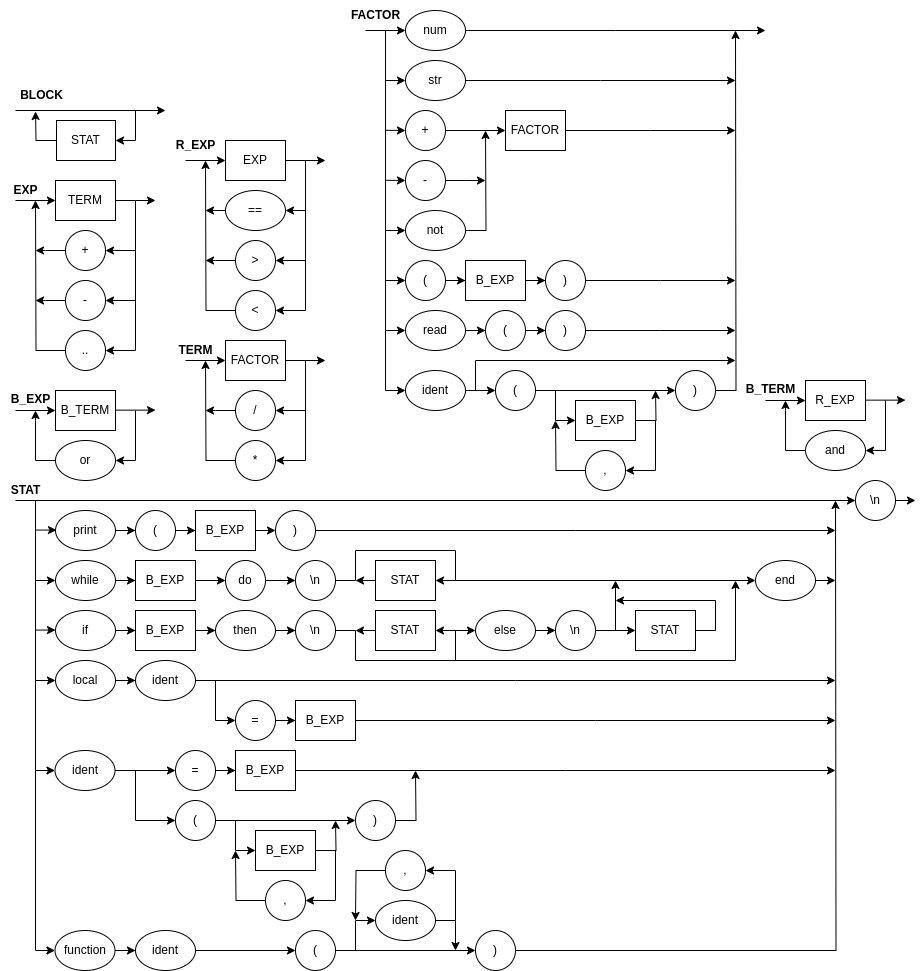 FACTOR
num
str
+ FACTOR
-
not
( B_EXP )
read ( )
ident ( )
B_EXP
,
BLOCK
STAT
EXP
TERM
+
-
..
R_EXP
EXP
==
>
<
TERM
FACTOR
/
*
B_EXP
B_TERM
or
B_TERM
R_EXP
and
STAT
\n
print ( B_EXP )
while B_EXP do \n STAT end
if B_EXP then \n STAT else \n STAT
local ident
= B_EXP
ident = B_EXP
( )
B_EXP
,
,
ident
function ident ( )